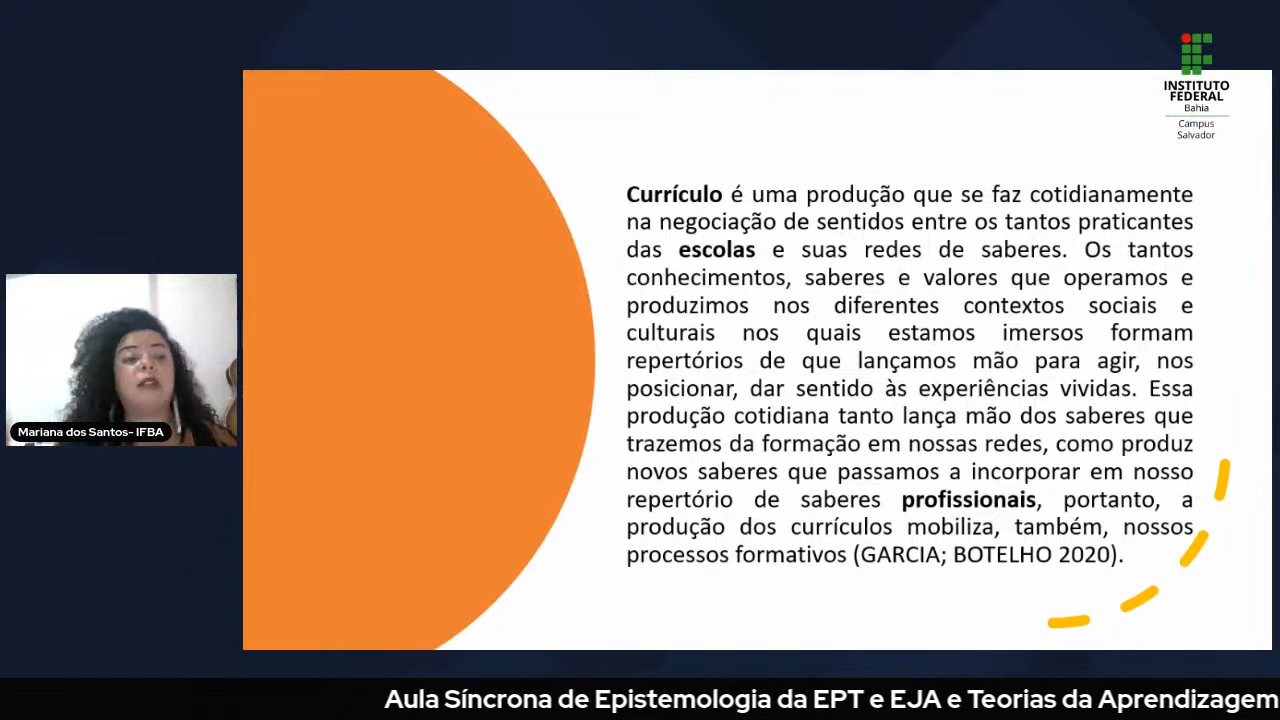 INSTITUTO
FEDERAL
Bahia
Campus
Salvador
Currículo é uma produção que se faz cotidianamente
na negociação de sentidos entre os tantos praticantes
das escolas e suas redes de saberes. Os tantos
conhecimentos, saberes e valores que operamos e
produzimos nos diferentes contextos sociais e
culturais nos quais estamos imersos formam
repertórios de que lançamos mão para agir, nos
posicionar, dar sentido às experiências vividas. Essa
produção cotidiana tanto lança mão dos saberes que
trazemos da formação em nossas redes, como produz
novos saberes que passamos a incorporar em nosso
repertório de saberes profissionais, portanto, a
produção dos currículos mobiliza, também, nossos
processos formativos (GARCIA; BOTELHO 2020).
Mariana dos Santos- IFBA
Aula Síncrona de Epistemologia da EPT e EJA e Teorias da Aprendizagem